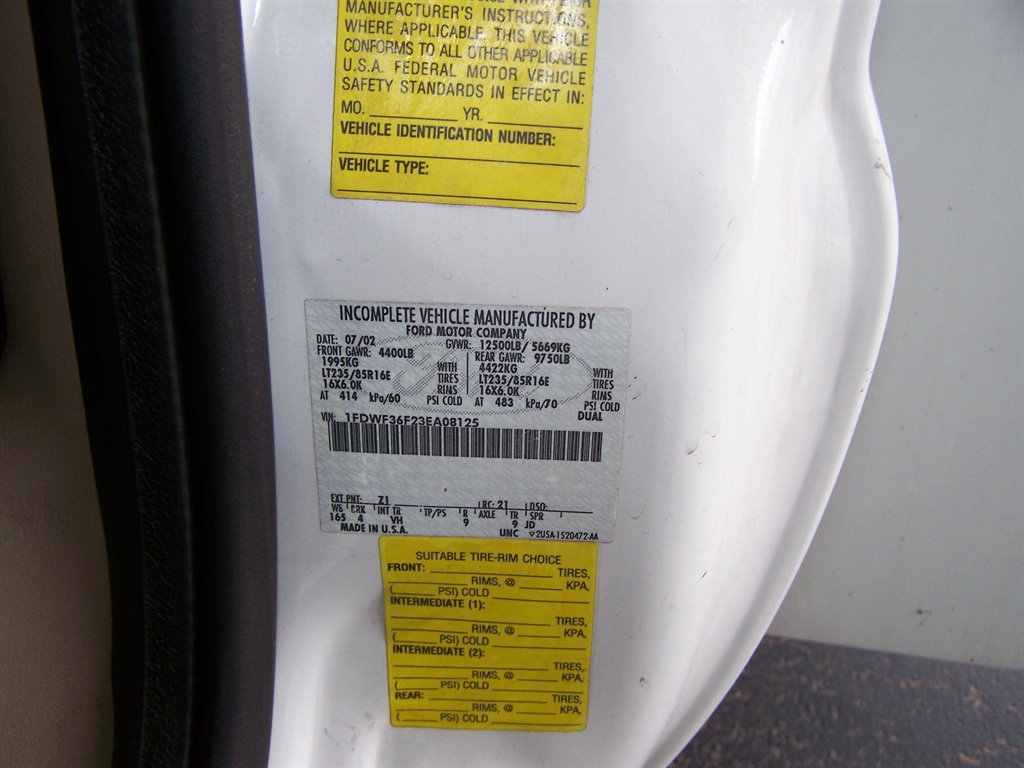 MANUFACTURER'S INSTRUCTIONS,
WHERE APPLICABLE. THIS VEHICLE
CONFORMS TO ALL OTHER APPLICABLE
U.S.A. FEDERAL MOTOR VEHICLE
SAFETY STANDARDS IN EFFECT IN:
MO. YR.
VEHICLE IDENTIFICATION NUMBER:
VEHICLE TYPE:
INCOMPLETE VEHICLE MANUFACTURED BY
FORD MOTOR COMPANY
DATE: 07/02 GVWR: 12500LB/ 5669KG
FRONT GAWR: 4400LB REAR GAWR: 9750LB
1995KG WITH 4422KG WITH
LT235/85R16E TIRES LT235/85R16E TIRES
16X6.0K RIMS 16X6.0K RIMS
AT 414 kPa/60 PSI COLD AT 483 kPa/70 PSI COLD
DUAL
VIN: 1FDWF36F23EA08125
EXT PNT: Z1 RC: 21 DSO:
WB BRK INT TR TP/PS R AXLE TR SPR
165 4 VH 9 9 JD
MADE IN U.S.A. UNC 2U5A-1520472-AA
SUITABLE TIRE-RIM CHOICE
FRONT: TIRES,
RIMS, @ KPA,
( PSI) COLD
INTERMEDIATE (1):
TIRES,
RIMS, @ KPA,
( PSI) COLD
INTERMEDIATE (2):
TIRES,
RIMS, @ KPA,
( PSI) COLD
REAR: TIRES,
RIMS, @ KPA,
( PSI) COLD